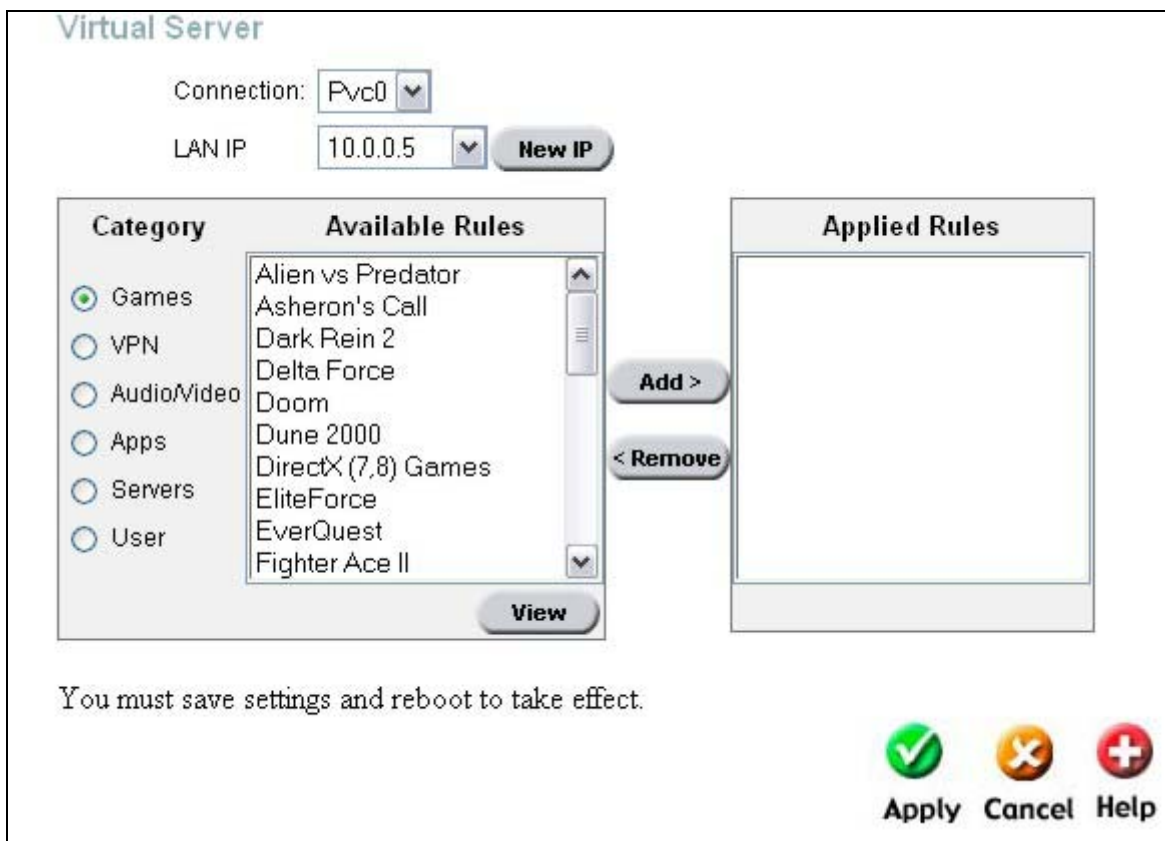 Virtual Server
Connection: Pvc0
LAN IP 10.0.0.5 New IP
Category Available Rules
Games
VPN
Audio/Video
Apps
Servers
User
Alien vs Predator
Asheron's Call
Dark Rein 2
Delta Force
Doom
Dune 2000
DirectX (7,8) Games
EliteForce
EverQuest
Fighter Ace II
View
Add >
< Remove
Applied Rules
You must save settings and reboot to take effect.
Apply Cancel Help